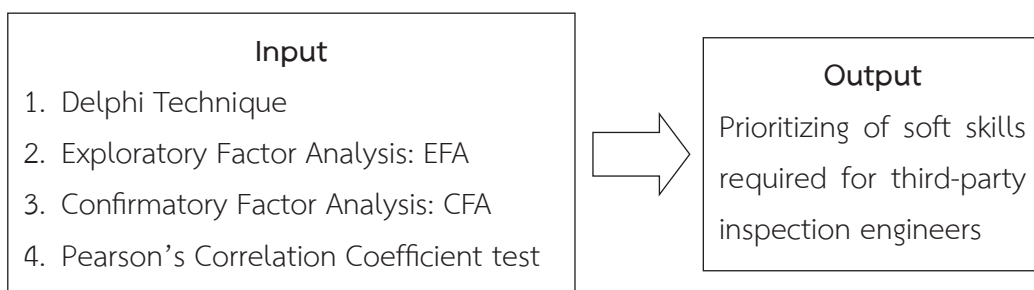 Input
1. Delphi Technique
2. Exploratory Factor Analysis: EFA
3. Confirmatory Factor Analysis: CFA
4. Pearson's Correlation Coefficient test
Output
Prioritizing of soft skills
required for third-party
inspection engineers